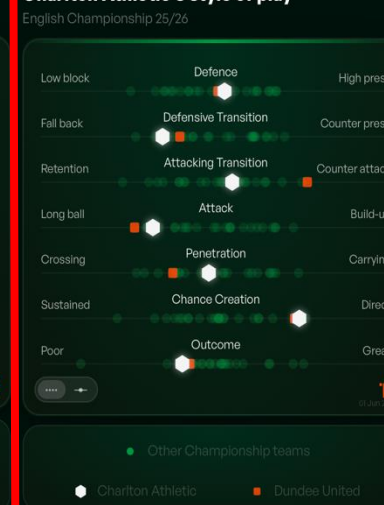 English Championship 25/26
Defence
Low block High pres
Defensive Transition
Fall back Counter pres
Attacking Transition
Retention Counter attac
Attack
Long ball Build-u
Penetration
Crossing Carryin
Chance Creation
Sustained Direc
Outcome
Poor Grea
Other Championship teams
Charlton Athletic Dundee United